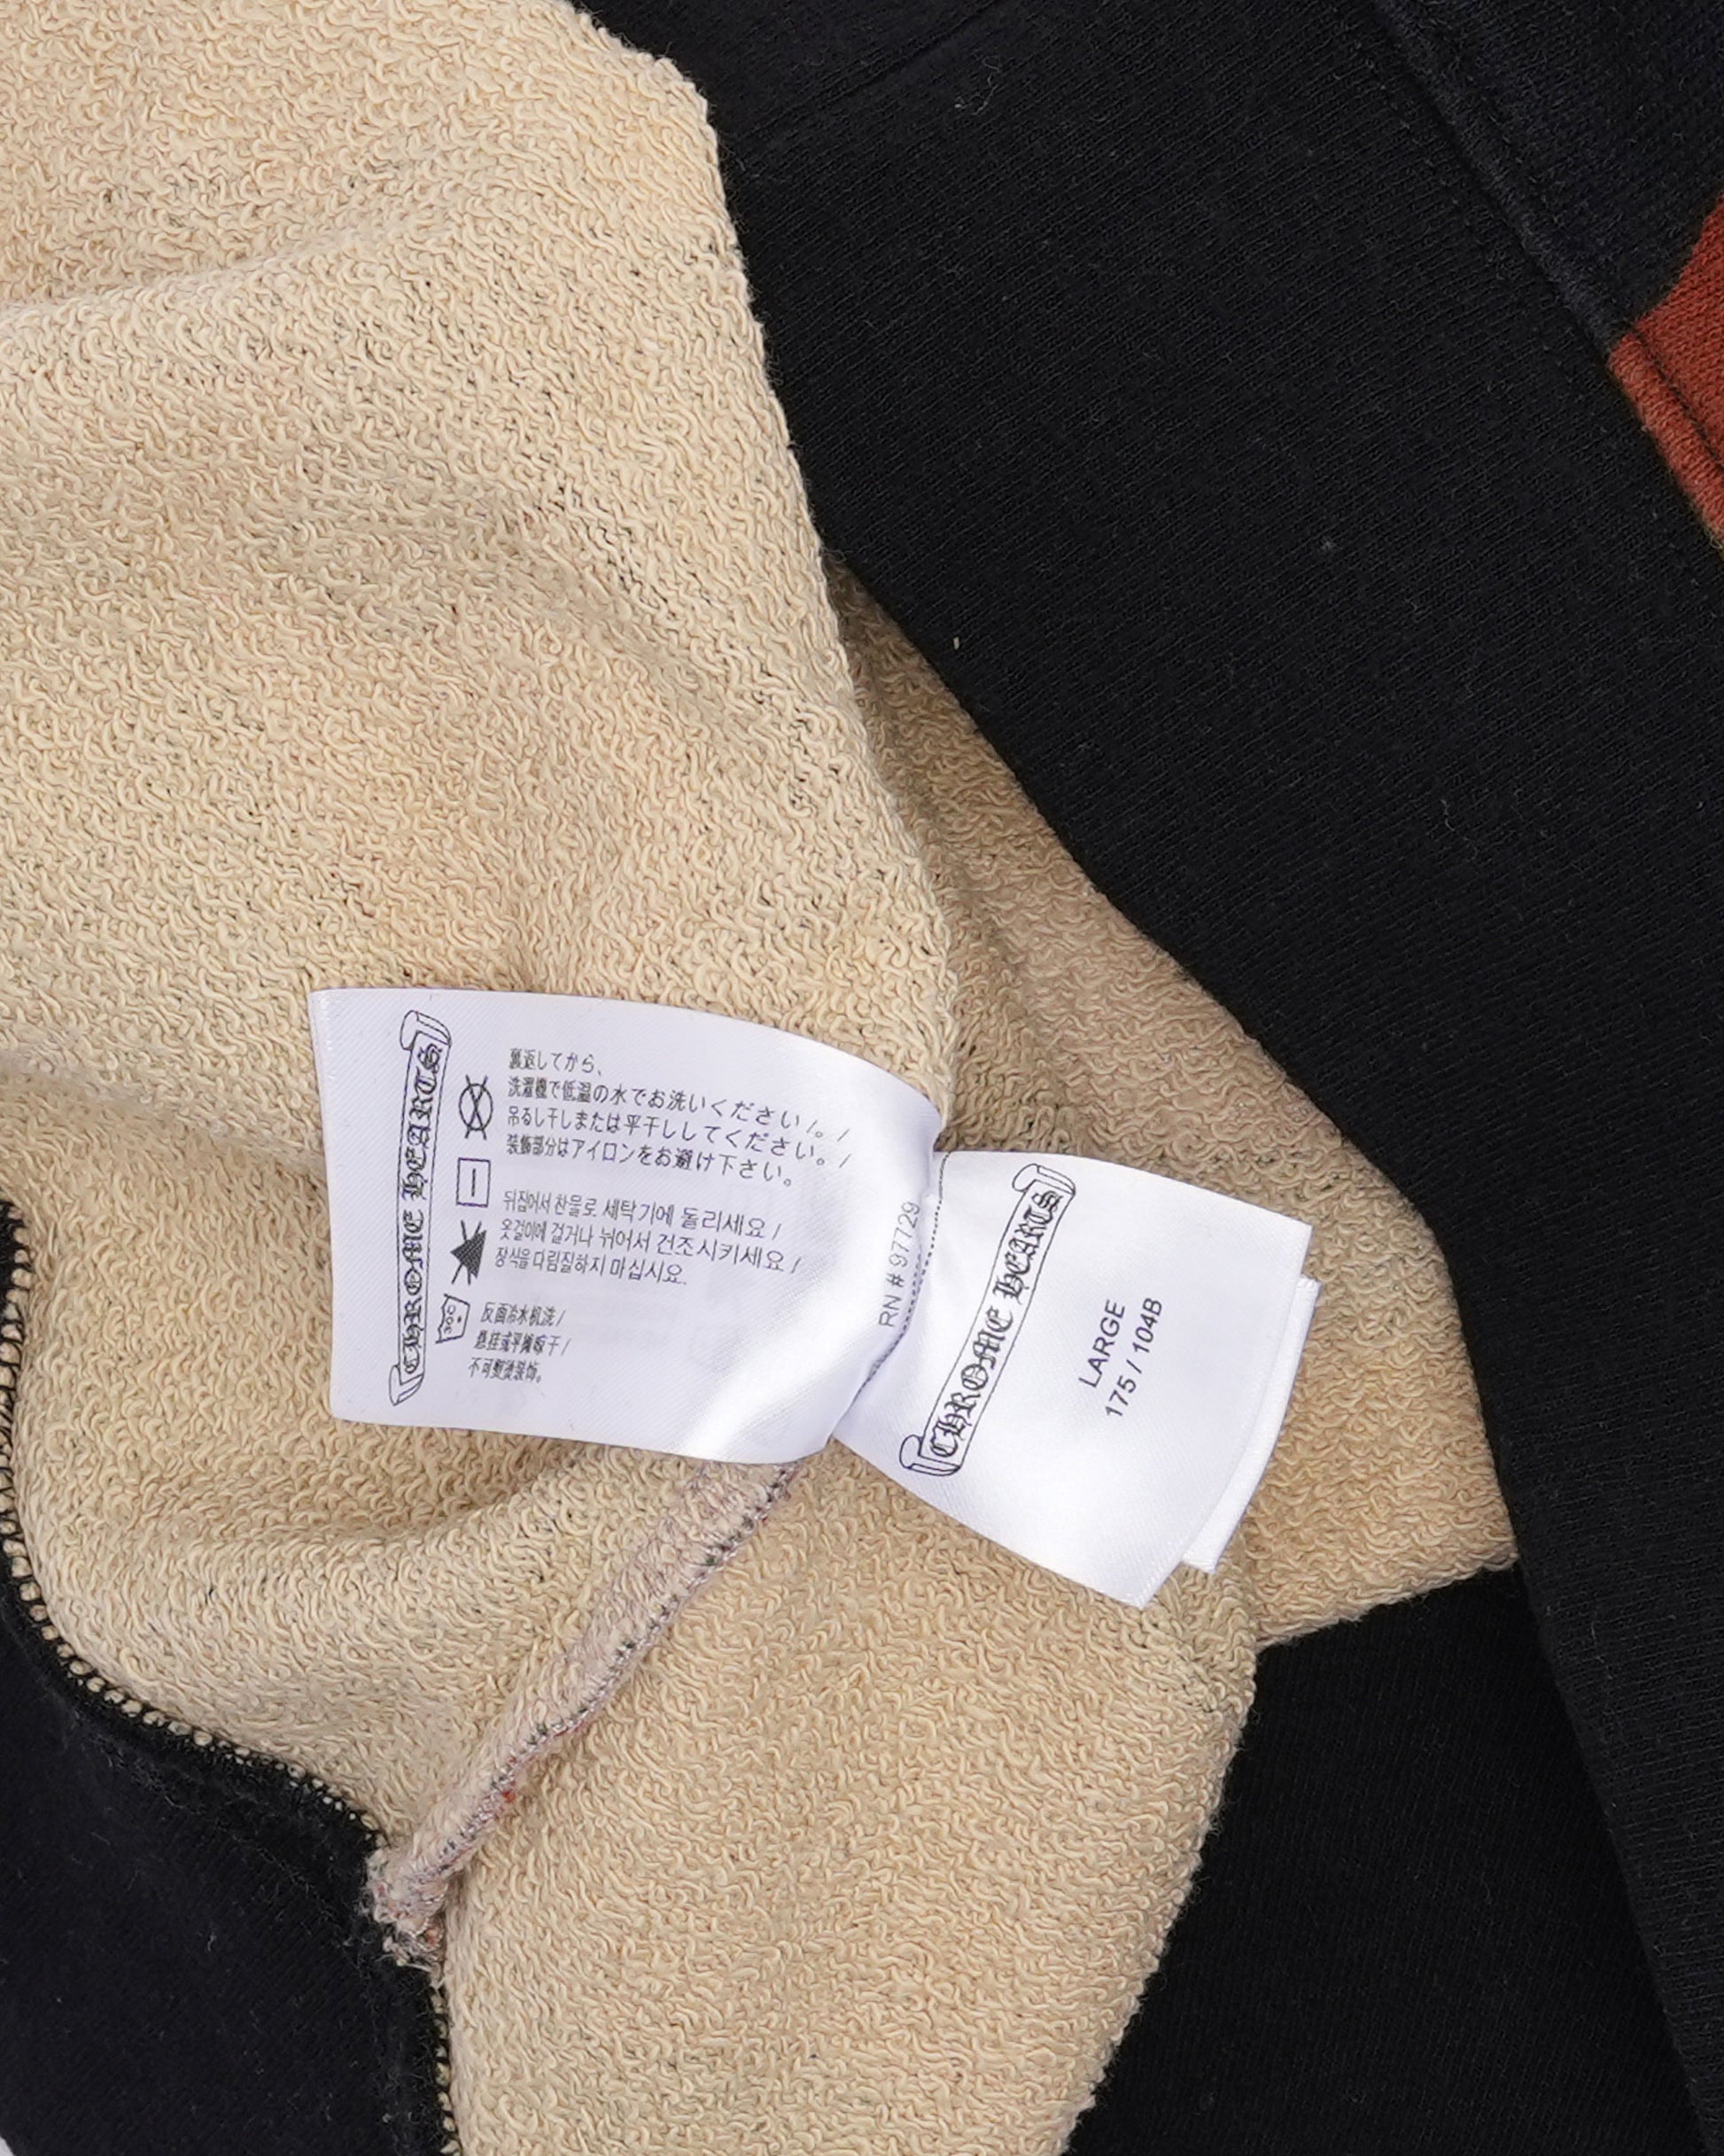 CHROME HEARTS
裏返してから、
洗濯機で低温の水でお洗いください。/
吊るし干しまたは平干ししてください。/
装飾部分はアイロンをお避け下さい。
뒤집어서 찬물로 세탁기에 돌리세요 /
옷걸이에 걸거나 뉘어서 건조시키세요 /
장식을 다림질하지 마십시오.
反面冷水机洗/
悬挂或平摊晾干/
不可熨烫装饰。
30C
RN # 97729
CHROME HEARTS
LARGE
175 / 104B